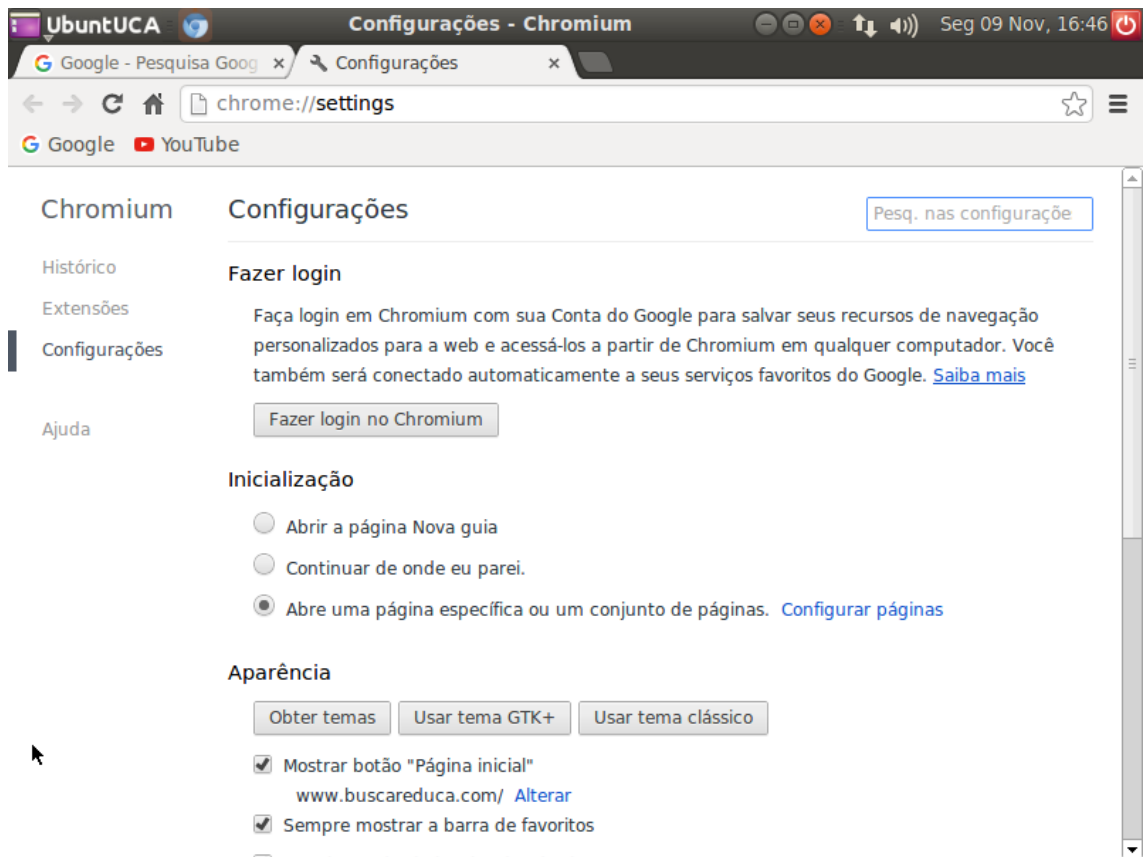 UbuntUCA
Configurações - Chromium
Seg 09 Nov, 16:46
Google - Pesquisa Goog
Configurações
chrome://settings
Google
YouTube
Chromium
Configurações
Pesq. nas configuraçõe
Histórico
Extensões
Configurações
Ajuda
Fazer login
Faça login em Chromium com sua Conta do Google para salvar seus recursos de navegação
personalizados para a web e acessá-los a partir de Chromium em qualquer computador. Você
também será conectado automaticamente a seus serviços favoritos do Google. Saiba mais
Fazer login no Chromium
Inicialização
Abrir a página Nova guia
Continuar de onde eu parei.
Abre uma página específica ou um conjunto de páginas. Configurar páginas
Aparência
Obter temas
Usar tema GTK+
Usar tema clássico
Mostrar botão "Página inicial"
www.buscareduca.com/ Alterar
Sempre mostrar a barra de favoritos